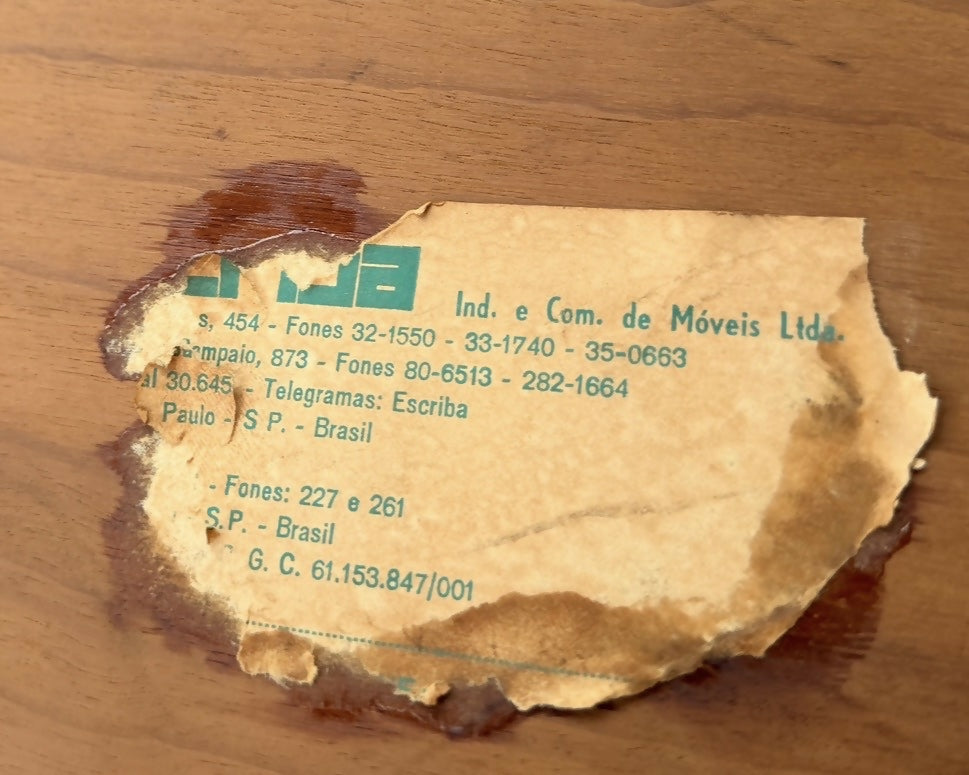 Ind. e Com. de Móveis Ltda.
s, 454 - Fones 32-1550 - 33-1740 - 35-0663
Sampaio, 873 - Fones 80-6513 - 282-1664
al 30.645 - Telegramas: Escriba
Paulo - S P. - Brasil
- Fones: 227 e 261
S.P. - Brasil
G. C. 61.153.847/001